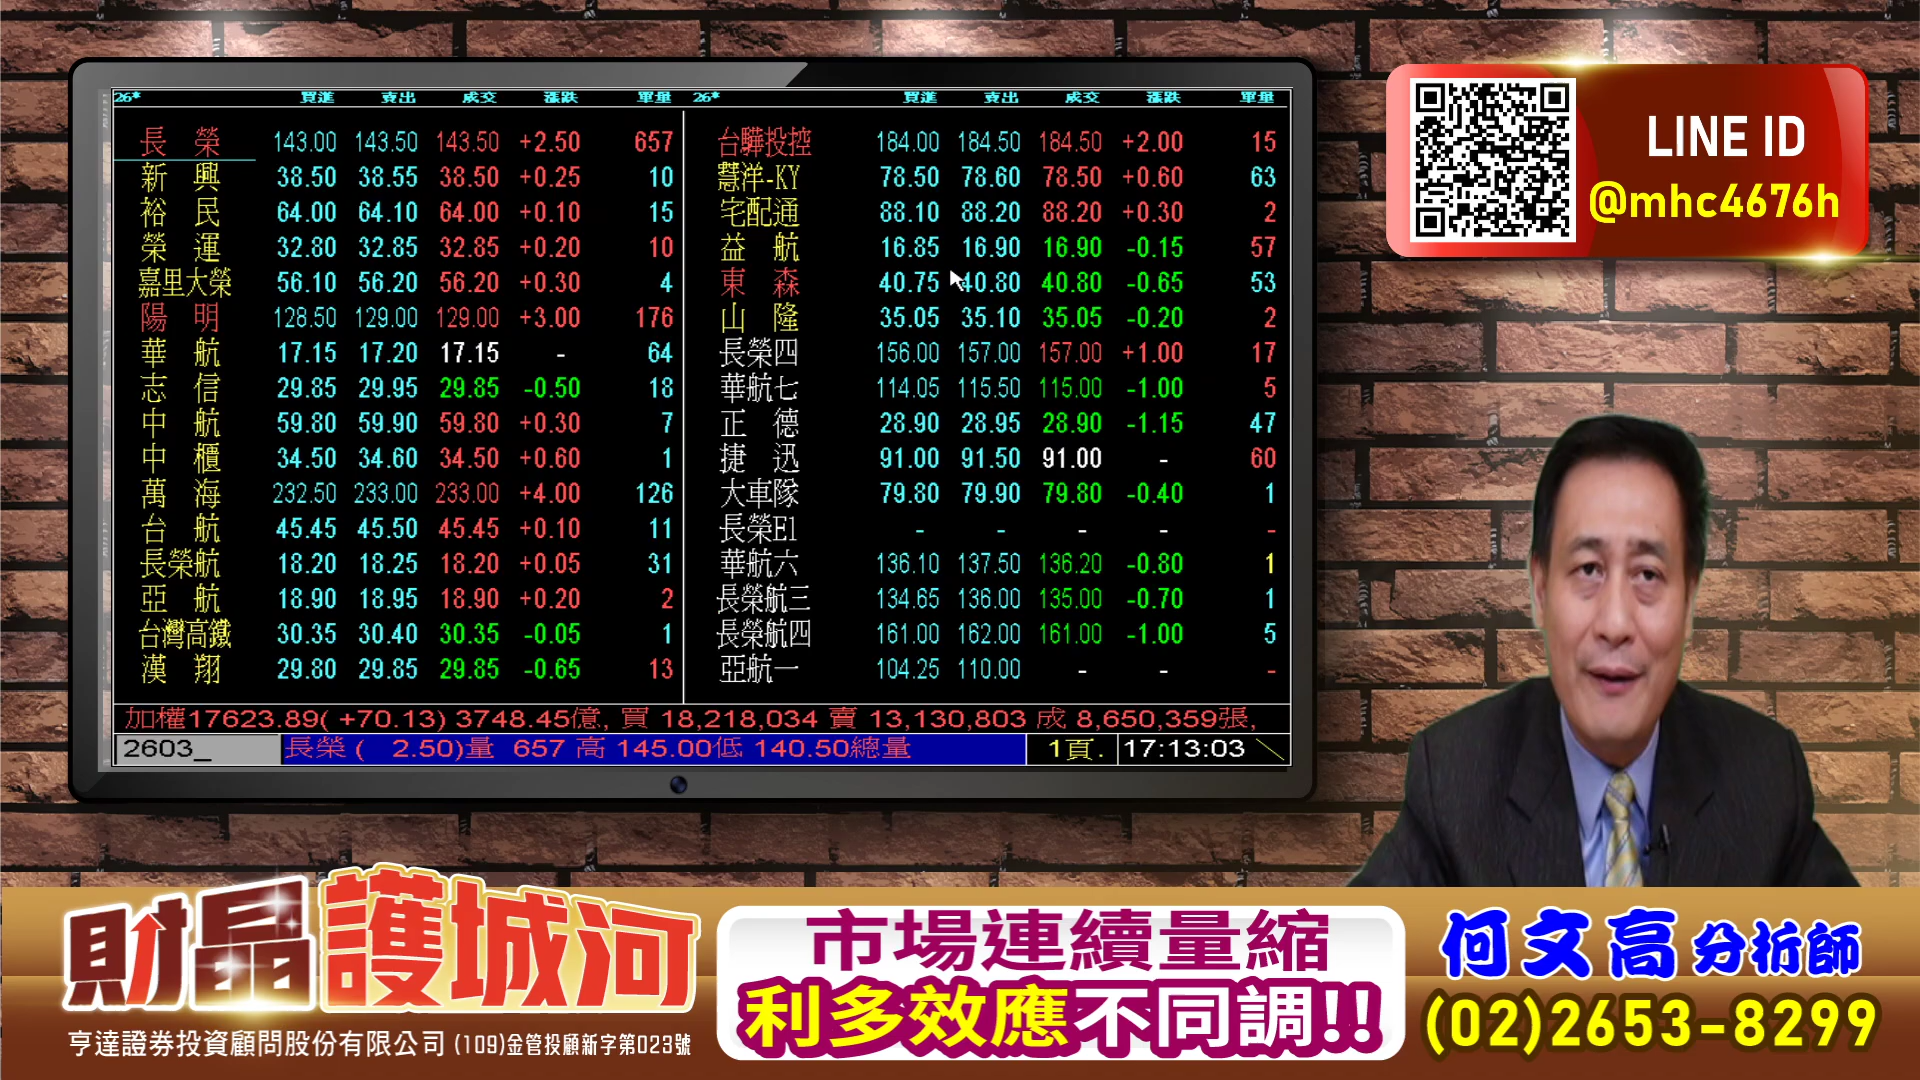 26* 買進 賣出 成交 漲跌 單量
長榮 143.00 143.50 143.50 +2.50 657
新興 38.50 38.55 38.50 +0.25 10
裕民 64.00 64.10 64.00 +0.10 15
榮運 32.80 32.85 32.85 +0.20 10
嘉里大榮 56.10 56.20 56.20 +0.30 4
陽明 128.50 129.00 129.00 +3.00 176
華航 17.15 17.20 17.15 - 64
志信 29.85 29.95 29.85 -0.50 18
中航 59.80 59.90 59.80 +0.30 7
中櫃 34.50 34.60 34.50 +0.60 1
萬海 232.50 233.00 233.00 +4.00 126
台航 45.45 45.50 45.45 +0.10 11
長榮航 18.20 18.25 18.20 +0.05 31
亞航 18.90 18.95 18.90 +0.20 2
台灣高鐵 30.35 30.40 30.35 -0.05 1
漢翔 29.80 29.85 29.85 -0.65 13
26* 買進 賣出 成交 漲跌 單量
台驊投控 184.00 184.50 184.50 +2.00 15
慧洋-KY 78.50 78.60 78.50 +0.60 63
宅配通 88.10 88.20 88.20 +0.30 2
益航 16.85 16.90 16.90 -0.15 57
東森 40.75 40.80 40.80 -0.65 53
山隆 35.05 35.10 35.05 -0.20 2
長榮四 156.00 157.00 157.00 +1.00 17
華航七 114.05 115.50 115.00 -1.00 5
正德 28.90 28.95 28.90 -1.15 47
捷迅 91.00 91.50 91.00 - 60
大車隊 79.80 79.90 79.80 -0.40 1
長榮E1 - - - - -
華航六 136.10 137.50 136.20 -0.80 1
長榮航三 134.65 136.00 135.00 -0.70 1
長榮航四 161.00 162.00 161.00 -1.00 5
亞航一 104.25 110.00 - - -
加權17623.89( +70.13) 3748.45億, 買 18,218,034 賣 13,130,803 成 8,650,359張,
2603_ 長榮 ( 2.50)量 657 高 145.00低 140.50總量 1頁. 17:13:03
LINE ID
@mhc4676h
財晶護城河
亨達證券投資顧問股份有限公司 (109)金管投顧新字第023號
市場連續量縮
利多效應不同調!!
何文高 分析師
(02)2653-8299